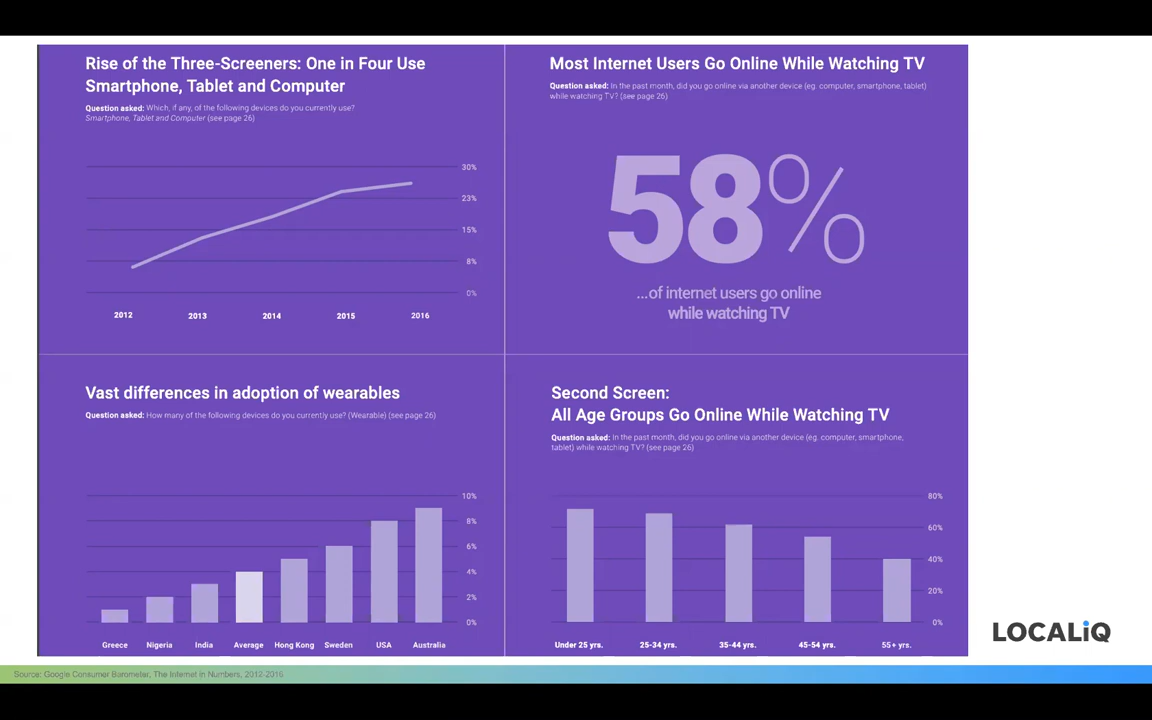 Rise of the Three-Screeners: One in Four Use
Smartphone, Tablet and Computer
Question asked: Which, if any, of the following devices do you currently use?
Smartphone, Tablet and Computer (see page 26)
30%
23%
15%
8%
0%
2012 2013 2014 2015 2016
Most Internet Users Go Online While Watching TV
Question asked: In the past month, did you go online via another device (eg. computer, smartphone, tablet)
while watching TV? (see page 26)
58%
...of internet users go online
while watching TV
Vast differences in adoption of wearables
Question asked: How many of the following devices do you currently use? (Wearable) (see page 26)
10%
8%
6%
4%
2%
0%
Greece Nigeria India Average Hong Kong Sweden USA Australia
Second Screen:
All Age Groups Go Online While Watching TV
Question asked: In the past month, did you go online via another device (eg. computer, smartphone,
tablet) while watching TV? (see page 26)
80%
60%
40%
20%
0%
Under 25 yrs. 25-34 yrs. 35-44 yrs. 45-54 yrs. 55+ yrs.
LOCALiQ
Source: Google Consumer Barometer, The Internet in Numbers, 2012-2016